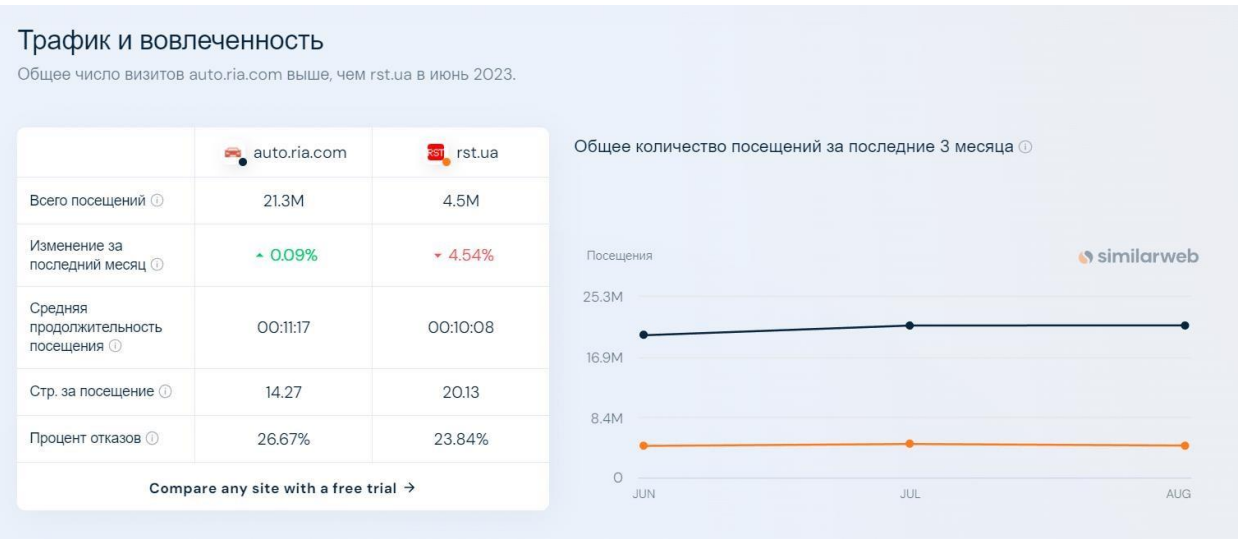 Трафик и вовлеченность
Общее число визитов auto.ria.com выше, чем rst.ua в июнь 2023.
auto.ria.com
RST rst.ua
Всего посещений 21.3M 4.5M
Изменение за
последний месяц 0.09% 4.54%
Средняя
продолжительность
посещения 00:11:17 00:10:08
Стр. за посещение 14.27 20.13
Процент отказов 26.67% 23.84%
Compare any site with a free trial →
Общее количество посещений за последние 3 месяца
Посещения
similarweb
25.3M
16.9M
8.4M
0
JUN JUL AUG